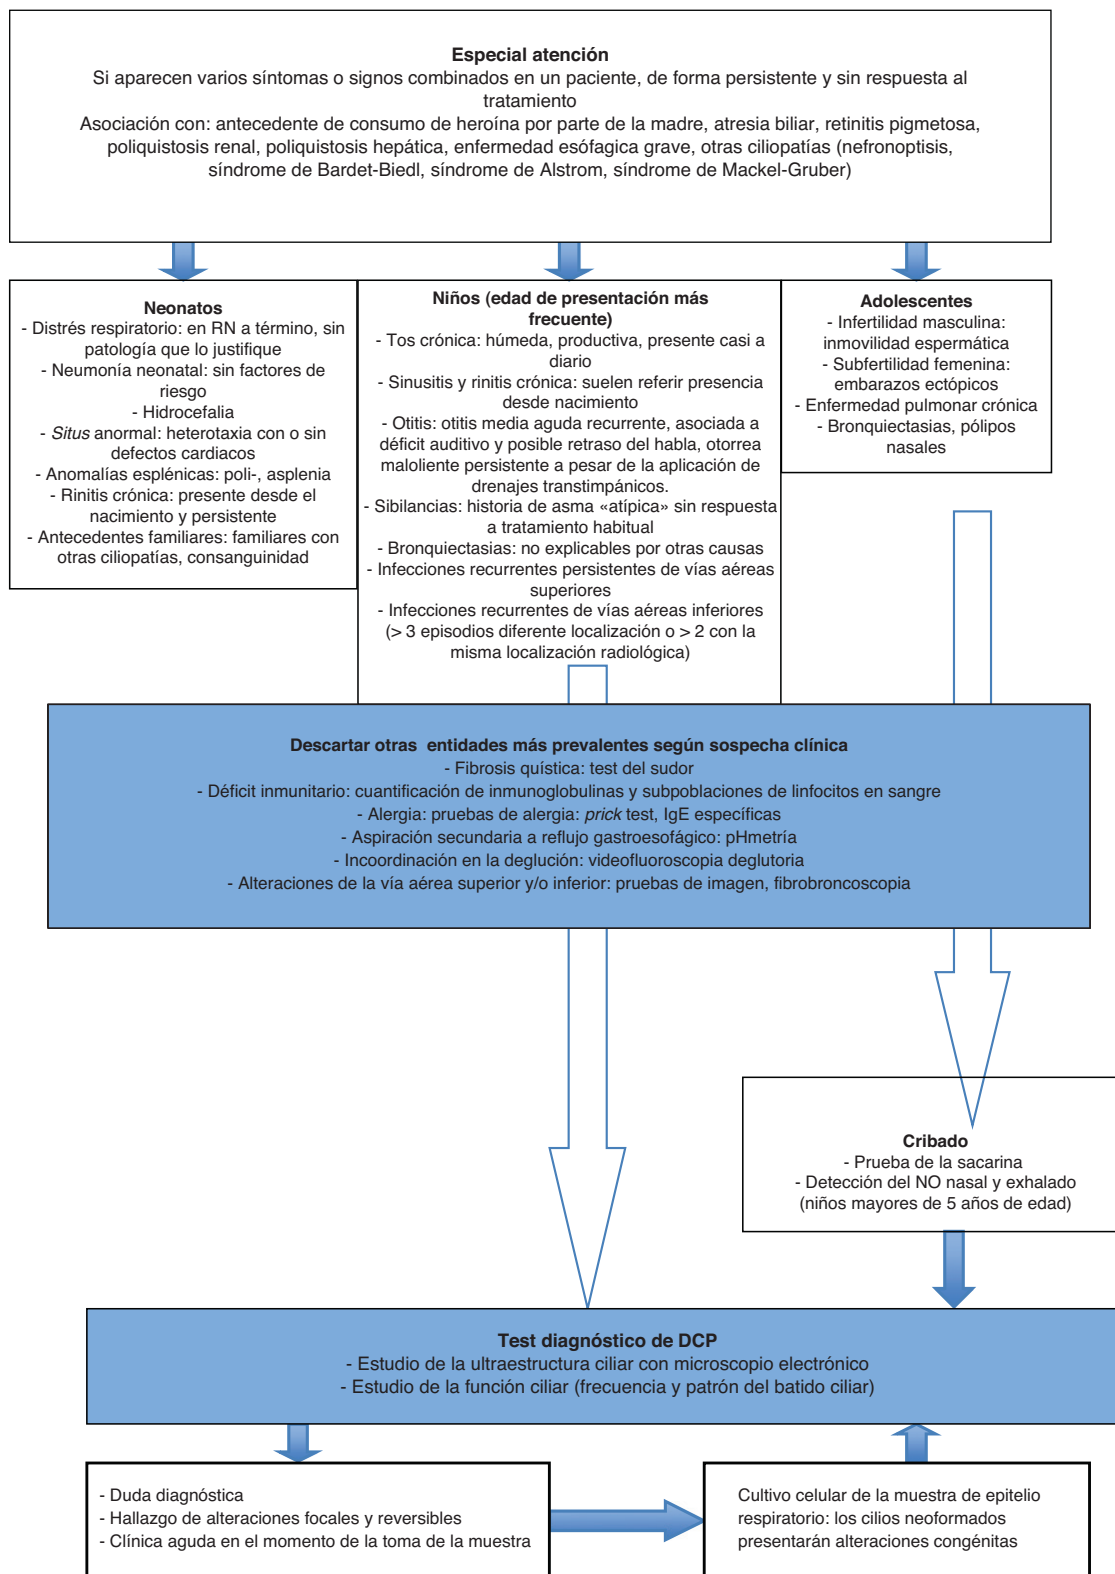 Especial atención
Si aparecen varios síntomas o signos combinados en un paciente, de forma persistente y sin respuesta al
tratamiento
Asociación con: antecedente de consumo de heroína por parte de la madre, atresia biliar, retinitis pigmetosa,
poliquistosis renal, poliquistosis hepática, enfermedad esófagica grave, otras ciliopatías (nefronoptisis,
síndrome de Bardet-Biedl, síndrome de Alstrom, síndrome de Mackel-Gruber)
Neonatos
- Distrés respiratorio: en RN a término, sin
patología que lo justifique
- Neumonía neonatal: sin factores de
riesgo
- Hidrocefalia
- Situs anormal: heterotaxia con o sin
defectos cardiacos
- Anomalías esplénicas: poli-, asplenia
- Rinitis crónica: presente desde el
nacimiento y persistente
- Antecedentes familiares: familiares con
otras ciliopatías, consanguinidad
Niños (edad de presentación más
frecuente)
- Tos crónica: húmeda, productiva, presente casi a
diario
- Sinusitis y rinitis crónica: suelen referir presencia
desde nacimiento
- Otitis: otitis media aguda recurrente, asociada a
déficit auditivo y posible retraso del habla, otorrea
maloliente persistente a pesar de la aplicación de
drenajes transtimpánicos.
- Sibilancias: historia de asma «atípica» sin respuesta
a tratamiento habitual
- Bronquiectasias: no explicables por otras causas
- Infecciones recurrentes persistentes de vías aéreas
superiores
- Infecciones recurrentes de vías aéreas inferiores
(> 3 episodios diferente localización o > 2 con la
misma localización radiológica)
Adolescentes
- Infertilidad masculina:
inmovilidad espermática
- Subfertilidad femenina:
embarazos ectópicos
- Enfermedad pulmonar crónica
- Bronquiectasias, pólipos
nasales
Descartar otras entidades más prevalentes según sospecha clínica
- Fibrosis quística: test del sudor
- Déficit inmunitario: cuantificación de inmunoglobulinas y subpoblaciones de linfocitos en sangre
- Alergia: pruebas de alergia: prick test, IgE específicas
- Aspiración secundaria a reflujo gastroesofágico: pHmetría
- Incoordinación en la deglución: videofluoroscopia deglutoria
- Alteraciones de la vía aérea superior y/o inferior: pruebas de imagen, fibrobroncoscopia
Cribado
- Prueba de la sacarina
- Detección del NO nasal y exhalado
(niños mayores de 5 años de edad)
Test diagnóstico de DCP
- Estudio de la ultraestructura ciliar con microscopio electrónico
- Estudio de la función ciliar (frecuencia y patrón del batido ciliar)
- Duda diagnóstica
- Hallazgo de alteraciones focales y reversibles
- Clínica aguda en el momento de la toma de la muestra
Cultivo celular de la muestra de epitelio
respiratorio: los cilios neoformados
presentarán alteraciones congénitas